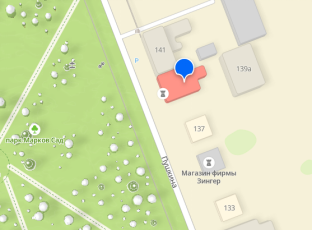 141
139а
P
137
парк Марков Сад
Пушкина
Магазин фирмы
Зингер
133